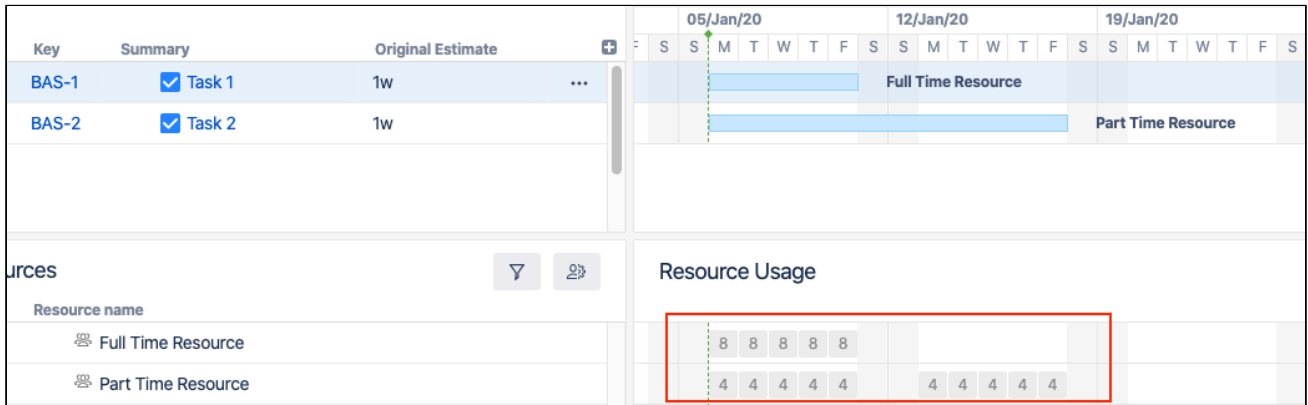 05/Jan/20 12/Jan/20 19/Jan/20
Key Summary Original Estimate F S S M T W T F S S M T W T F S S M T W T F S
BAS-1 Task 1 1w ... Full Time Resource
BAS-2 Task 2 1w Part Time Resource
urces Resource Usage
Resource name
Full Time Resource 8 8 8 8 8
Part Time Resource 4 4 4 4 4 4 4 4 4 4